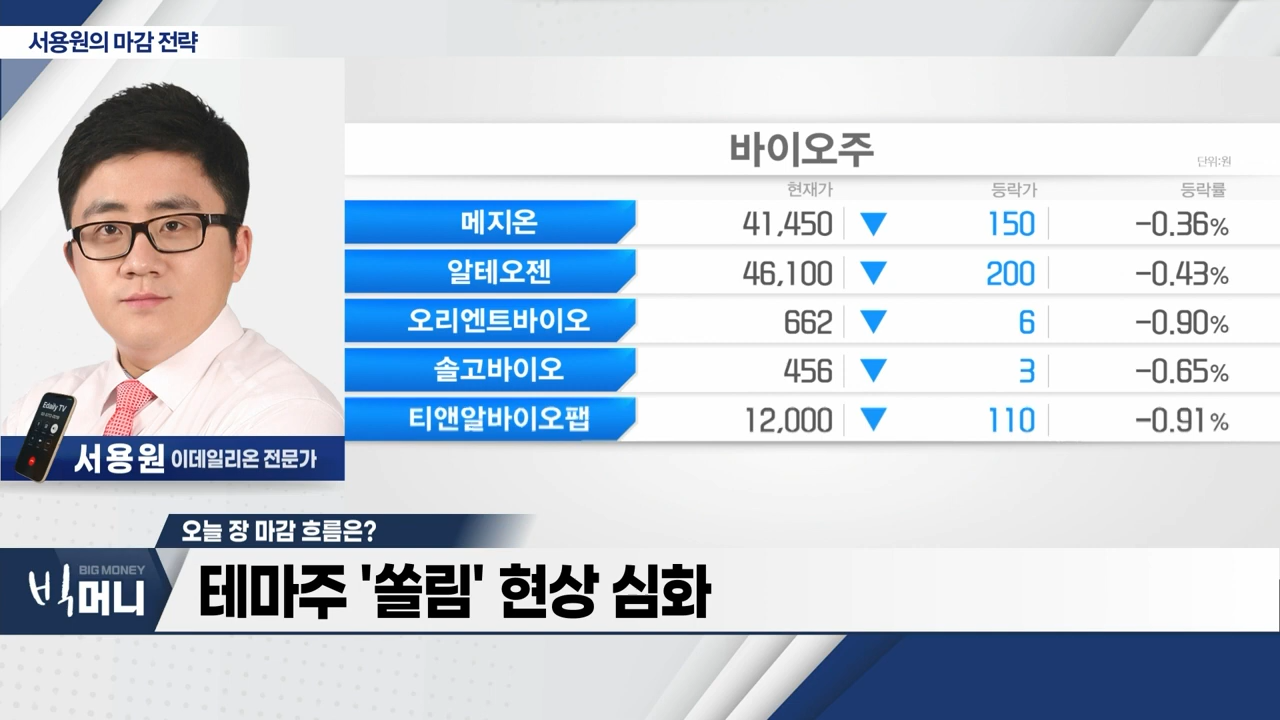 서용원의 마감 전략
바이오주
단위:원
현재가 등락가 등락률
메지온 41,450 ▼ 150 -0.36%
알테오젠 46,100 ▼ 200 -0.43%
오리엔트바이오 662 ▼ 6 -0.90%
솔고바이오 456 ▼ 3 -0.65%
티앤알바이오팹 12,000 ▼ 110 -0.91%
Edaily TV
서용원 이데일리온 전문가
오늘 장 마감 흐름은?
BIG MONEY
빅머니
테마주 '쏠림' 현상 심화